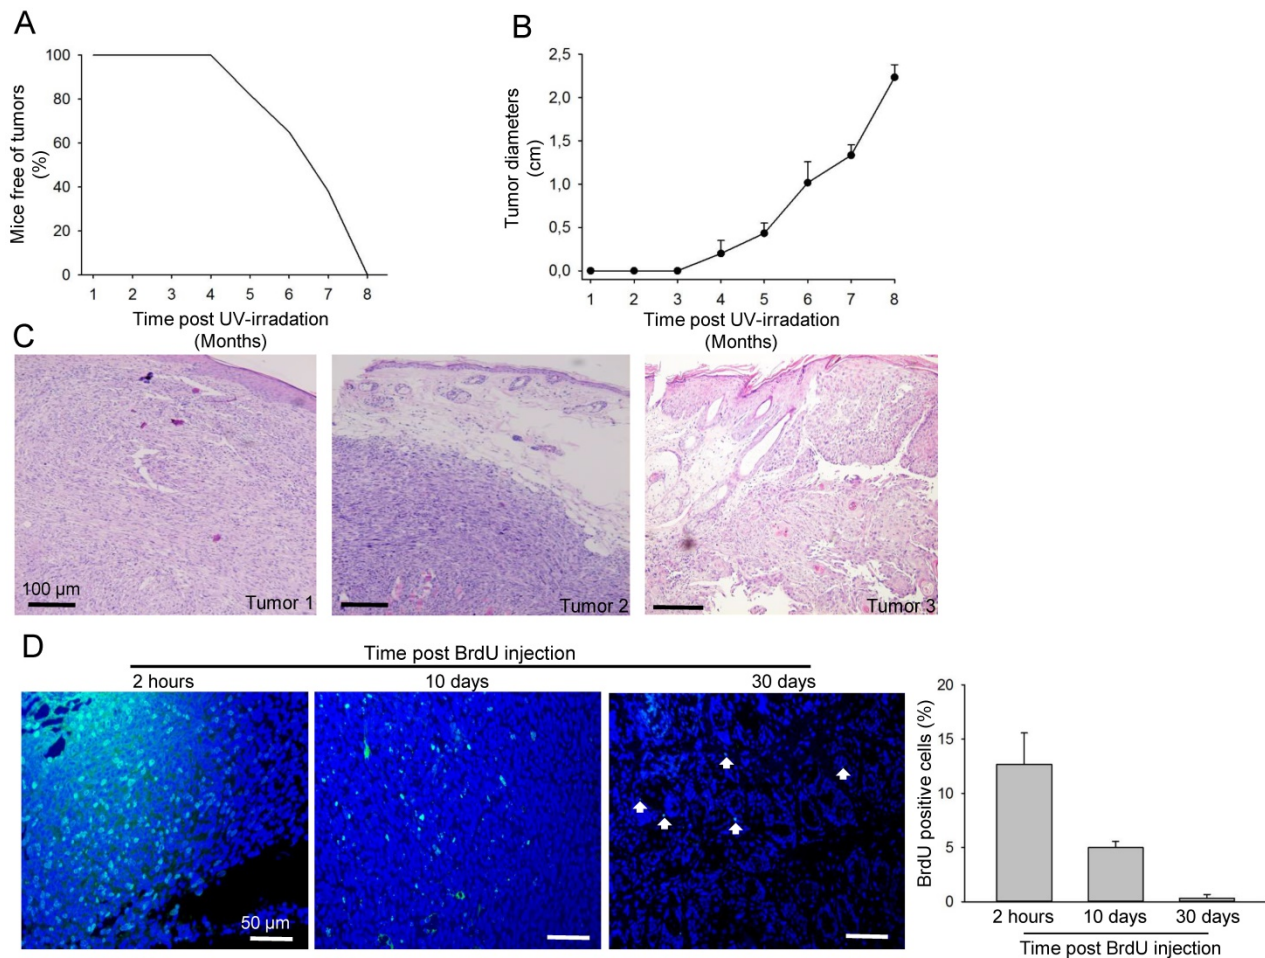 A
100
80
60
40
20
0
Mice free of tumors
(%)
1 2 3 4 5 6 7 8
Time post UV-irradiation
(Months)
B
2,5
2,0
1,5
1,0
0,5
0,0
Tumor diameters
(cm)
1 2 3 4 5 6 7 8
Time post UV-irradiation
(Months)
C
100 µm
Tumor 1
Tumor 2
Tumor 3
D
Time post BrdU injection
2 hours 10 days 30 days
50 µm
20
15
10
5
0
BrdU positive cells (%)
2 hours 10 days 30 days
Time post BrdU injection